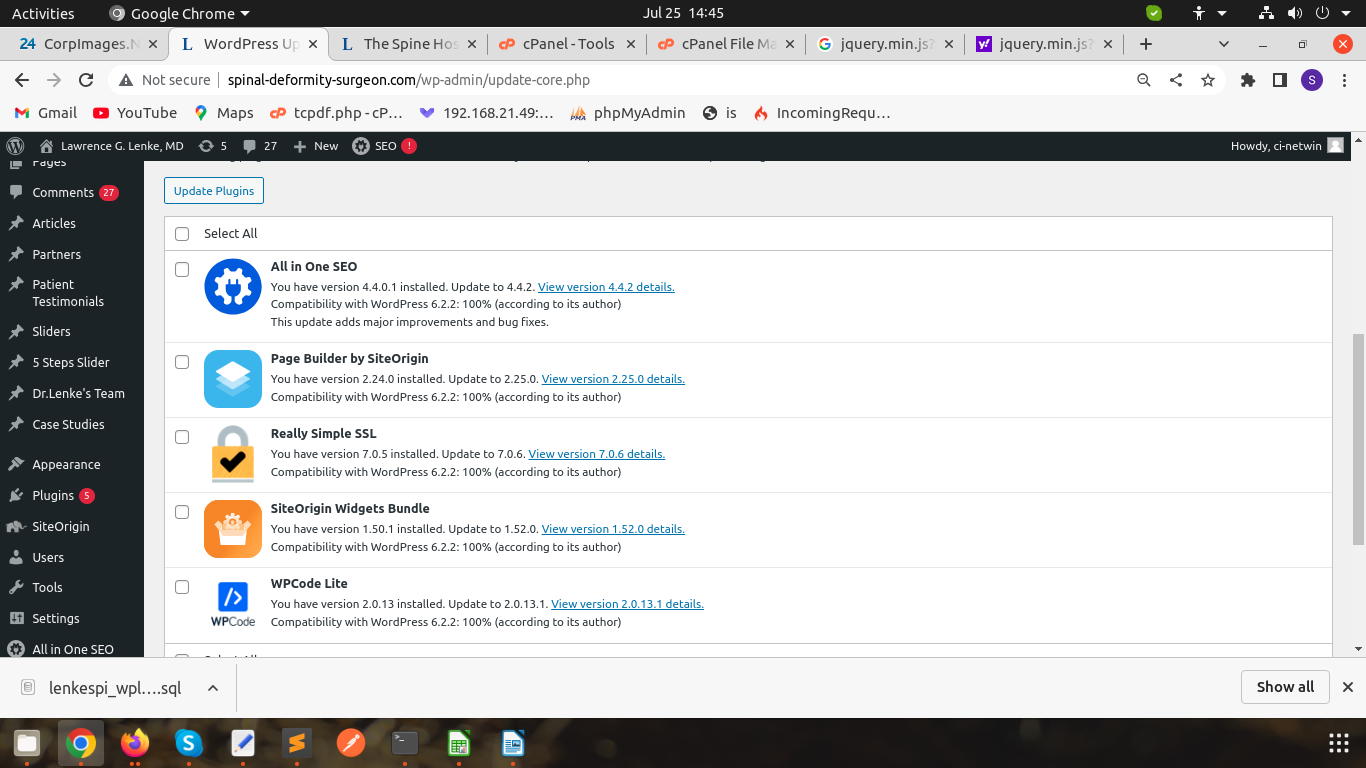 Activities
Google Chrome
Jul 25 14:45
24 CorpImages.N
L WordPress Up
L The Spine Hos
cP cPanel - Tools
cP cPanel File Ma
G jquery.min.js?
y! jquery.min.js?
Not secure
spinal-deformity-surgeon.com/wp-admin/update-core.php
S
Gmail
YouTube
Maps
cP tcpdf.php - cP…
192.168.21.49:…
phpMyAdmin
is
IncomingRequ…
Lawrence G. Lenke, MD
5
27
New
SEO !
Howdy, ci-netwin
Pages
Comments 27
Articles
Partners
Patient
Testimonials
Sliders
5 Steps Slider
Dr.Lenke's Team
Case Studies
Appearance
Plugins 5
SiteOrigin
Users
Tools
Settings
All in One SEO
Update Plugins
Select All
All in One SEO
You have version 4.4.0.1 installed. Update to 4.4.2. View version 4.4.2 details.
Compatibility with WordPress 6.2.2: 100% (according to its author)
This update adds major improvements and bug fixes.
Page Builder by SiteOrigin
You have version 2.24.0 installed. Update to 2.25.0. View version 2.25.0 details.
Compatibility with WordPress 6.2.2: 100% (according to its author)
Really Simple SSL
You have version 7.0.5 installed. Update to 7.0.6. View version 7.0.6 details.
Compatibility with WordPress 6.2.2: 100% (according to its author)
SiteOrigin Widgets Bundle
You have version 1.50.1 installed. Update to 1.52.0. View version 1.52.0 details.
Compatibility with WordPress 6.2.2: 100% (according to its author)
WPCode
WPCode Lite
You have version 2.0.13 installed. Update to 2.0.13.1. View version 2.0.13.1 details.
Compatibility with WordPress 6.2.2: 100% (according to its author)
Select All
lenkespi_wpl….sql
Show all